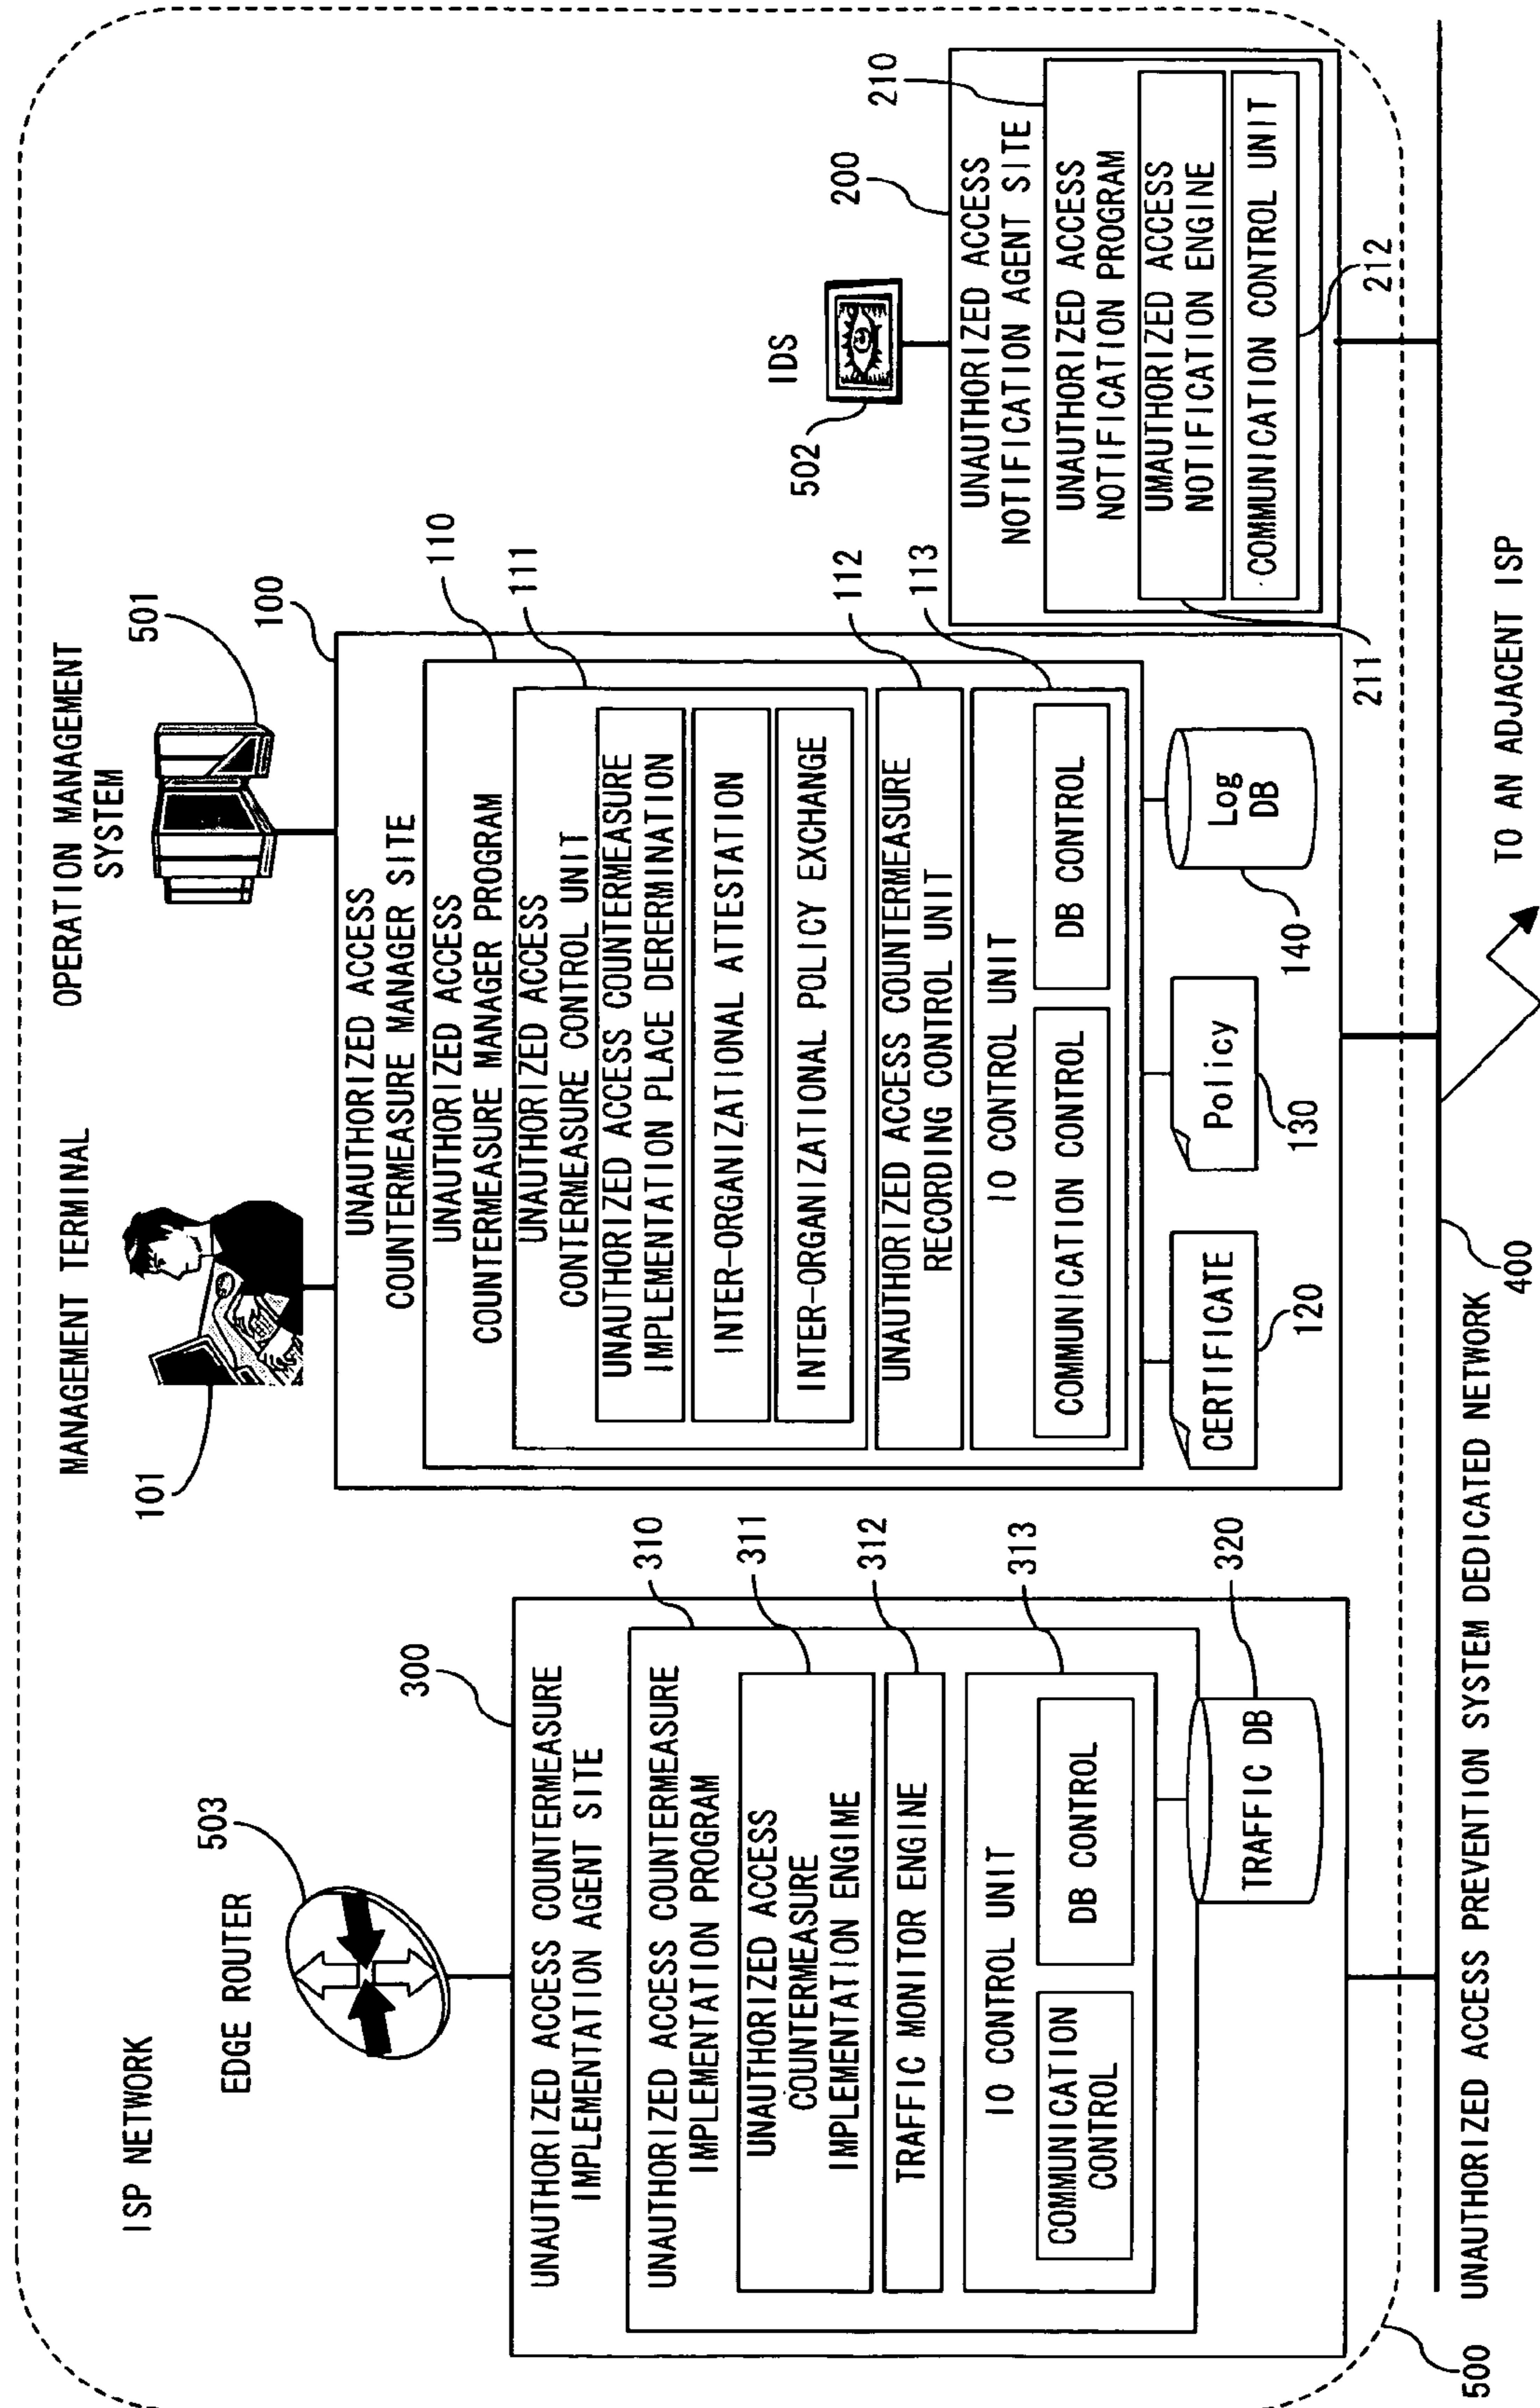 ISP NETWORK
EDGE ROUTER
503
300
UNAUTHORIZED ACCESS COUNTERMEASURE
IMPLEMENTATION AGENT SITE
310
UNAUTHORIZED ACCESS COUNTERMEASURE
IMPLEMENTATION PROGRAM
311
UNAUTHORIZED ACCESS
COUNTERMEASURE
IMPLEMENTATION ENGIME
312
TRAFFIC MONITOR ENGINE
313
IO CONTROL UNIT
COMMUNICATION
CONTROL
DB CONTROL
320
TRAFFIC DB
MANAGEMENT TERMINAL
101
OPERATION MANAGEMENT
SYSTEM
501
100
UNAUTHORIZED ACCESS
COUNTERMEASURE MANAGER SITE
110
UNAUTHORIZED ACCESS
COUNTERMEASURE MANAGER PROGRAM
111
UNAUTHORIZED ACCESS
CONTERMEASURE CONTROL UNIT
UNAUTHORIZED ACCESS COUNTERMEASURE
IMPLEMENTATION PLACE DERERMINATION
INTER-ORGANIZATIONAL ATTESTATION
INTER-ORGANIZATIONAL POLICY EXCHANGE
112
UNAUTHORIZED ACCESS COUNTERMEASURE
RECORDING CONTROL UNIT
113
IO CONTROL UNIT
COMMUNICATION CONTROL
DB CONTROL
CERTIFICATE
120
Policy
130
Log
DB
140
IDS
502
200
UNAUTHORIZED ACCESS
NOTIFICATION AGENT SITE
210
UNAUTHORIZED ACCESS
NOTIFICATION PROGRAM
UMAUTHORIZED ACCESS
NOTIFICATION ENGINE
COMMUNICATION CONTROL UNIT
211
212
500
UNAUTHORIZED ACCESS PREVENTION SYSTEM DEDICATED NETWORK
400
TO AN ADJACENT ISP